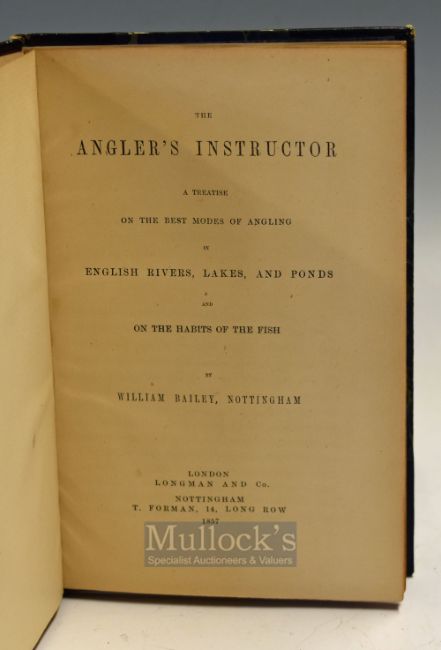 THE
ANGLER'S INSTRUCTOR
A TREATISE
ON THE BEST MODES OF ANGLING
IN
ENGLISH RIVERS, LAKES, AND PONDS
AND
ON THE HABITS OF THE FISH
BY
WILLIAM BAILEY, NOTTINGHAM
LONDON
LONGMAN AND Co.
NOTTINGHAM
T. FORMAN, 14, LONG ROW
1857
Mullock's
Specialist Auctioneers & Valuers